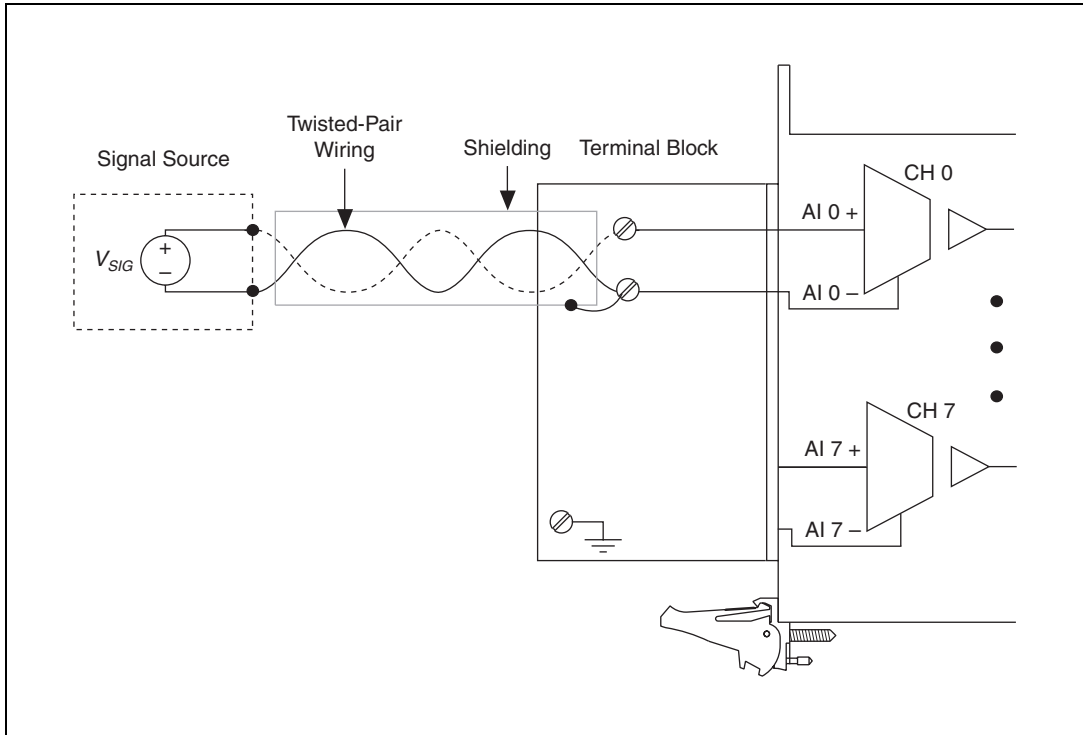 Twisted-Pair
Wiring
Signal Source
Shielding
Terminal Block
V_SIG
+
–
CH 0
AI 0 +
AI 0 –
CH 7
AI 7 +
AI 7 –